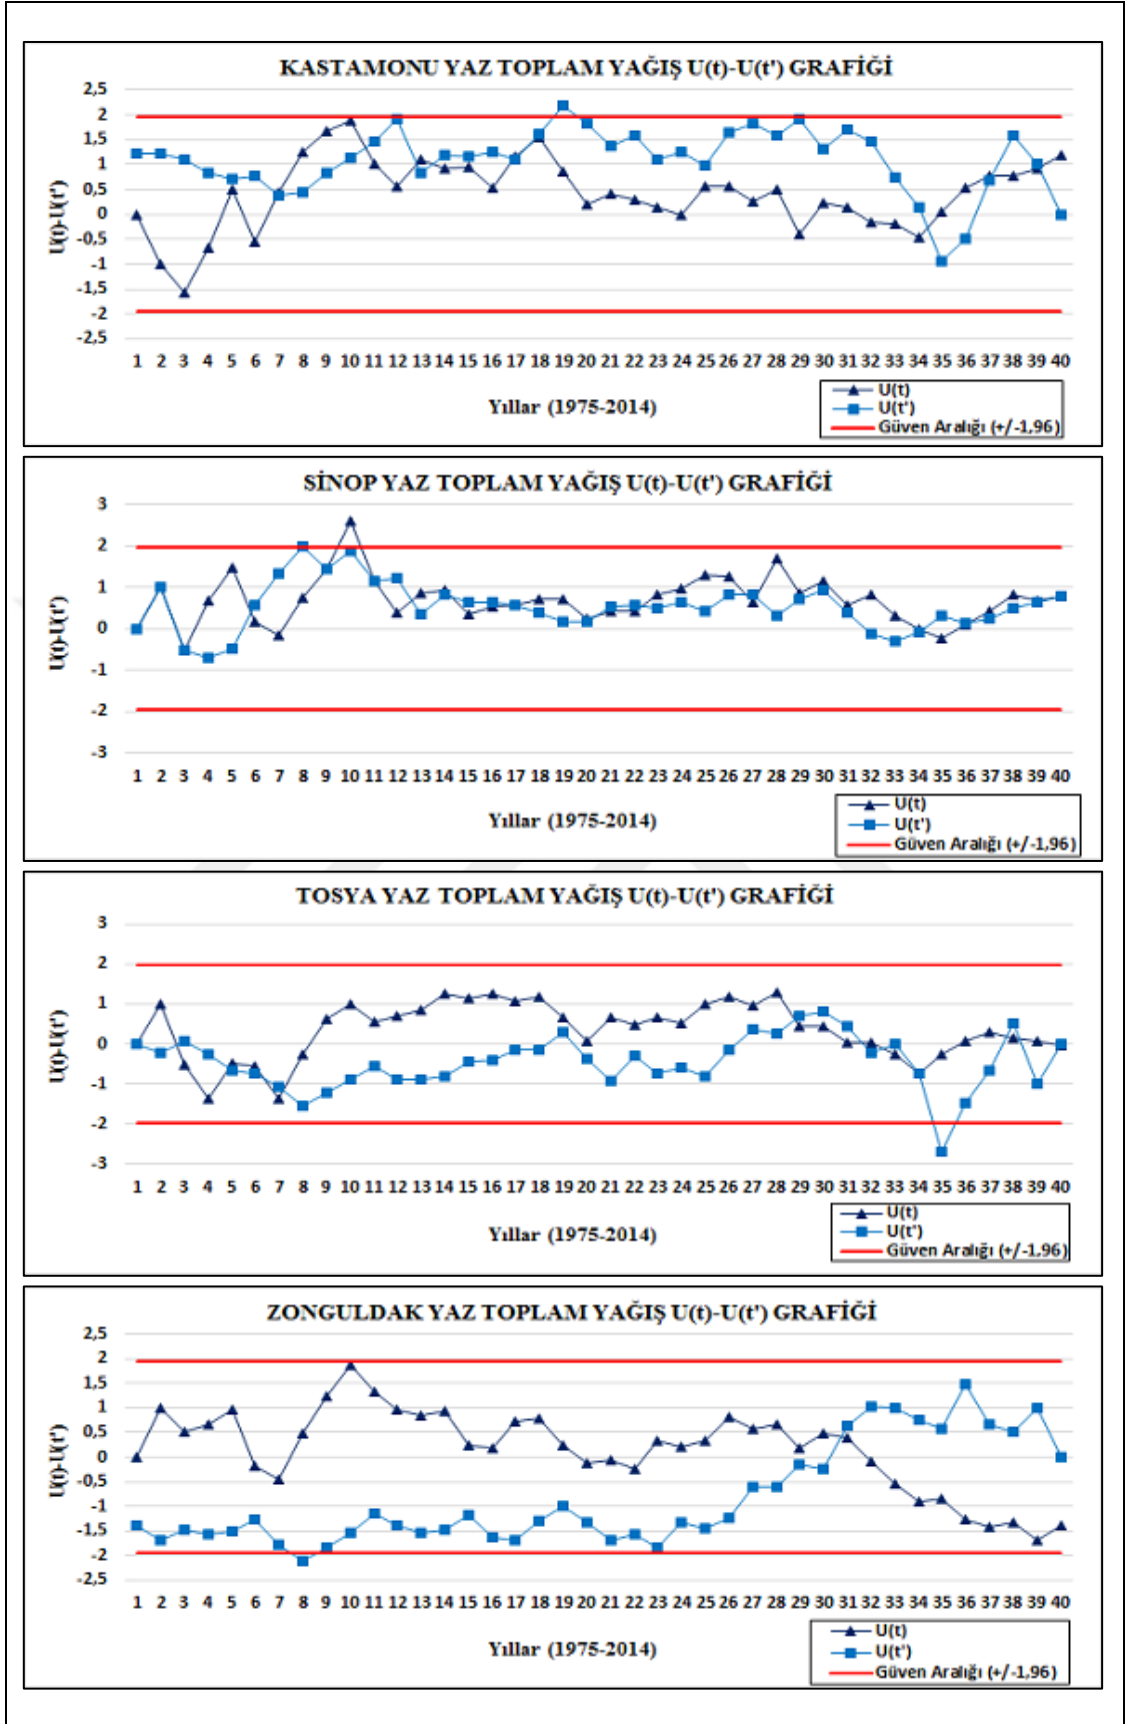 KASTAMONU YAZ TOPLAM YAĞIŞ U(t)-U(t') GRAFİĞİ
2,5
2
1,5
1
0,5
0
-0,5
-1
-1,5
-2
-2,5
U(t)-U(t')
1 2 3 4 5 6 7 8 9 10 11 12 13 14 15 16 17 18 19 20 21 22 23 24 25 26 27 28 29 30 31 32 33 34 35 36 37 38 39 40
Yıllar (1975-2014)
U(t)
U(t')
Güven Aralığı (+/-1,96)
SİNOP YAZ TOPLAM YAĞIŞ U(t)-U(t') GRAFİĞİ
3
2
1
0
-1
-2
-3
U(t)-U(t')
1 2 3 4 5 6 7 8 9 10 11 12 13 14 15 16 17 18 19 20 21 22 23 24 25 26 27 28 29 30 31 32 33 34 35 36 37 38 39 40
Yıllar (1975-2014)
U(t)
U(t')
Güven Aralığı (+/-1,96)
TOSYA YAZ TOPLAM YAĞIŞ U(t)-U(t') GRAFİĞİ
3
2
1
0
-1
-2
-3
U(t)-U(t')
1 2 3 4 5 6 7 8 9 10 11 12 13 14 15 16 17 18 19 20 21 22 23 24 25 26 27 28 29 30 31 32 33 34 35 36 37 38 39 40
Yıllar (1975-2014)
U(t)
U(t')
Güven Aralığı (+/-1,96)
ZONGULDAK YAZ TOPLAM YAĞIŞ U(t)-U(t') GRAFİĞİ
2,5
2
1,5
1
0,5
0
-0,5
-1
-1,5
-2
-2,5
U(t)-U(t')
1 2 3 4 5 6 7 8 9 10 11 12 13 14 15 16 17 18 19 20 21 22 23 24 25 26 27 28 29 30 31 32 33 34 35 36 37 38 39 40
Yıllar (1975-2014)
U(t)
U(t')
Güven Aralığı (+/-1,96)